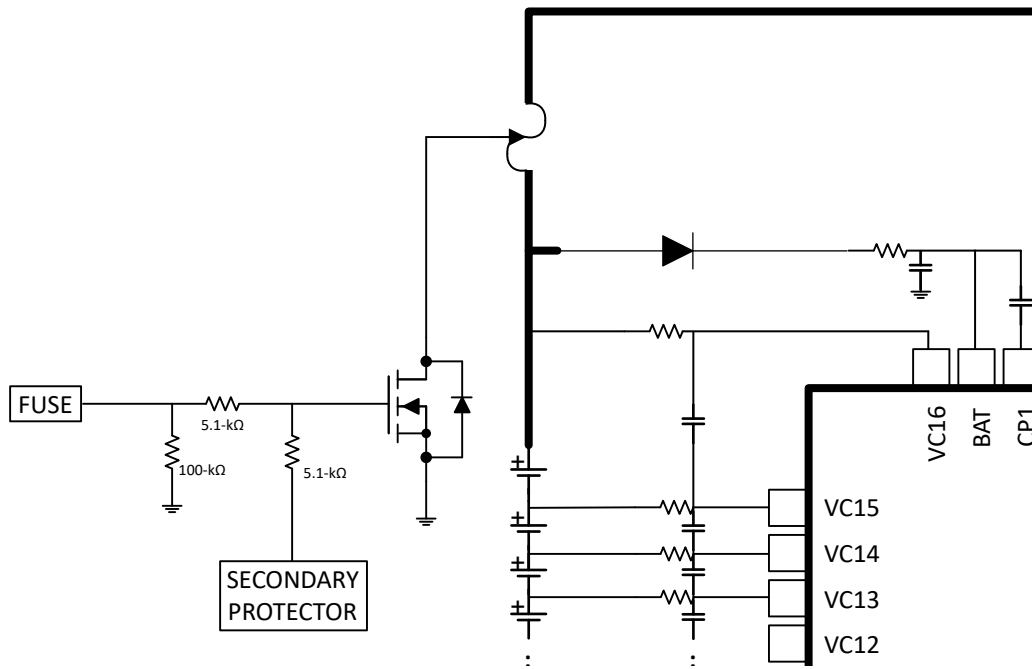 FUSE
5.1-kΩ
100-kΩ
5.1-kΩ
SECONDARY
PROTECTOR
VC16
BAT
CP1
+
VC15
+
VC14
+
VC13
+
VC12